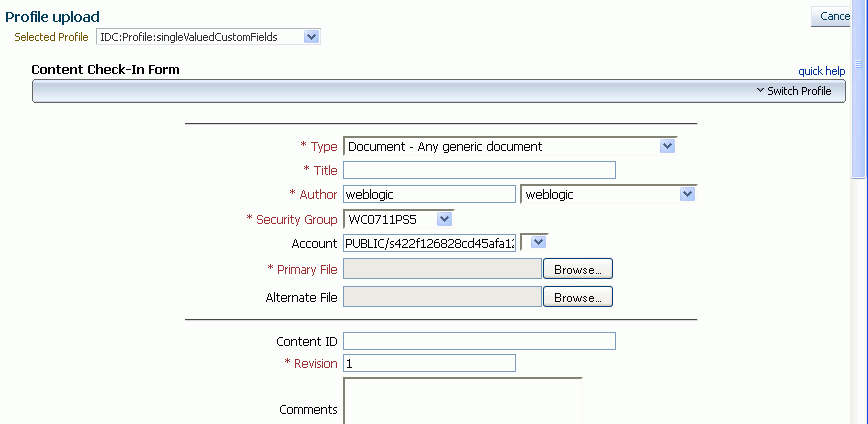 Profile upload
Cance
Selected Profile IDC:Profile:singleValuedCustomFields
Content Check-In Form
quick help
Switch Profile
* Type Document - Any generic document
* Title
* Author weblogic weblogic
* Security Group WC0711PS5
Account PUBLIC/s422f126828cd45afa12
* Primary File Browse...
Alternate File Browse...
Content ID
* Revision 1
Comments